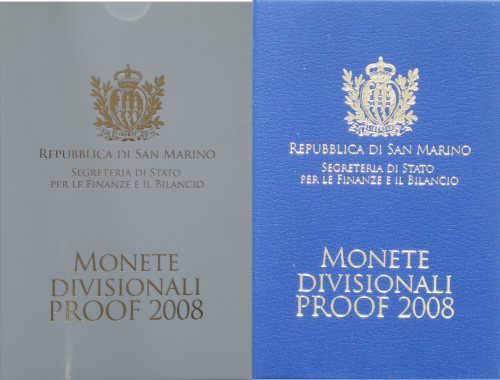 LIBERTAS
REPUBBLICA DI SAN MARINO
SEGRETERIA DI STATO
PER LE FINANZE E IL BILANCIO
MONETE
DIVISIONALI
PROOF 2008
LIBERTAS
REPUBBLICA DI SAN MARINO
SEGRETERIA DI STATO
PER LE FINANZE E IL BILANCIO
MONETE
DIVISIONALI
PROOF 2008